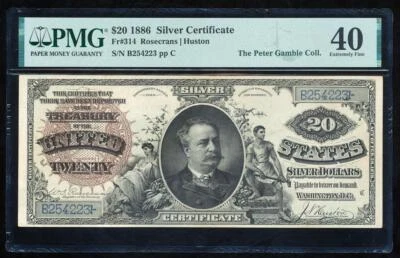 PMG
PAPER MONEY GUARANTY
$20 1886 Silver Certificate
Fr#314 Rosecrans | Huston
S/N B254223 pp C
The Peter Gamble Coll.
40
Extremely Fine
SILVER
THIS CERTIFIES THAT
THERE HAVE BEEN DEPOSITED
IN THE
TREASURY
OF THE
UNITED
TWENTY
B254223
20
STATES
SILVER DOLLARS
Payable to bearer on demand.
WASHINGTON, D.C.
B254223
CERTIFICATE